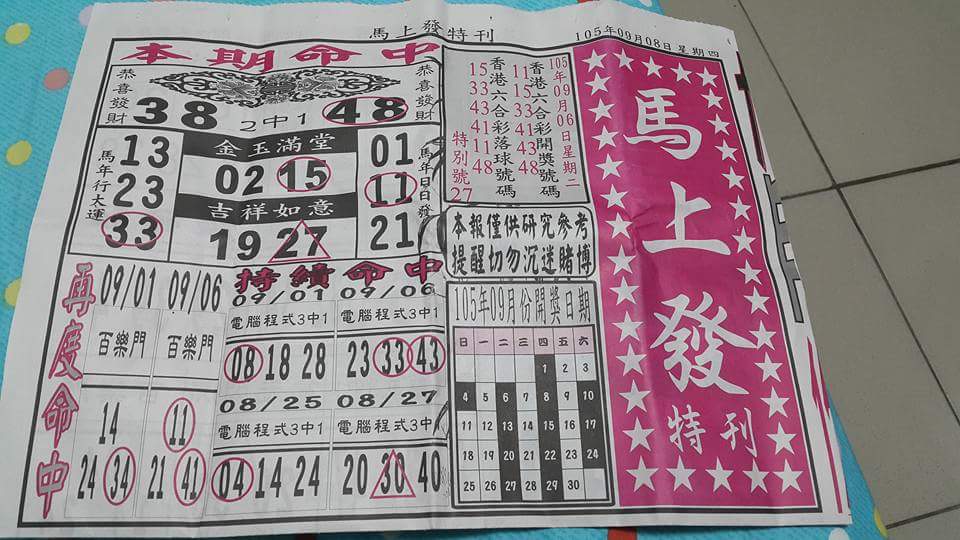 馬上發特刊
105年09月08日星期四
本期命中
恭喜發財
38
2中1
48
恭喜發財
馬年行大運
13
23
33
金玉滿堂
02 15
吉祥如意
19 27
01
11
21
馬年日日發
再度命中
09/01 09/06
百樂門 百樂門
14 11
24 34 21 41
持續命中
09/01 09/06
電腦程式3中1 電腦程式3中1
08 18 28 23 33 43
08/25 08/27
電腦程式3中1 電腦程式3中1
04 14 24 20 30 40
105年09月06日星期二
香港六合彩開獎號碼
11 15 33 41 43 48
香港六合彩落球號碼
15 33 43 41 11 48
特別號
27
本報僅供研究參考
提醒切勿沉迷賭博
105年09月份開獎日期
日 一 二 三 四 五 六
1 2 3
4 5 6 7 8 9 10
11 12 13 14 15 16 17
18 19 20 21 22 23 24
25 26 27 28 29 30
馬上發
特刊